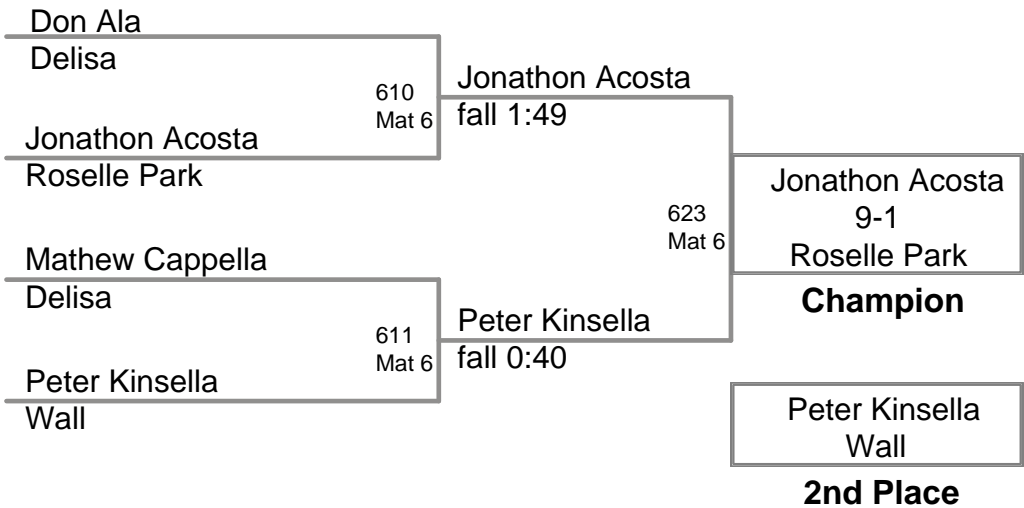 Don Ala
Delisa
610
Mat 6
Jonathon Acosta
fall 1:49
Jonathon Acosta
Roselle Park
623
Mat 6
Jonathon Acosta
9-1
Roselle Park
Champion
Mathew Cappella
Delisa
611
Mat 6
Peter Kinsella
fall 0:40
Peter Kinsella
Wall
Peter Kinsella
Wall
2nd Place